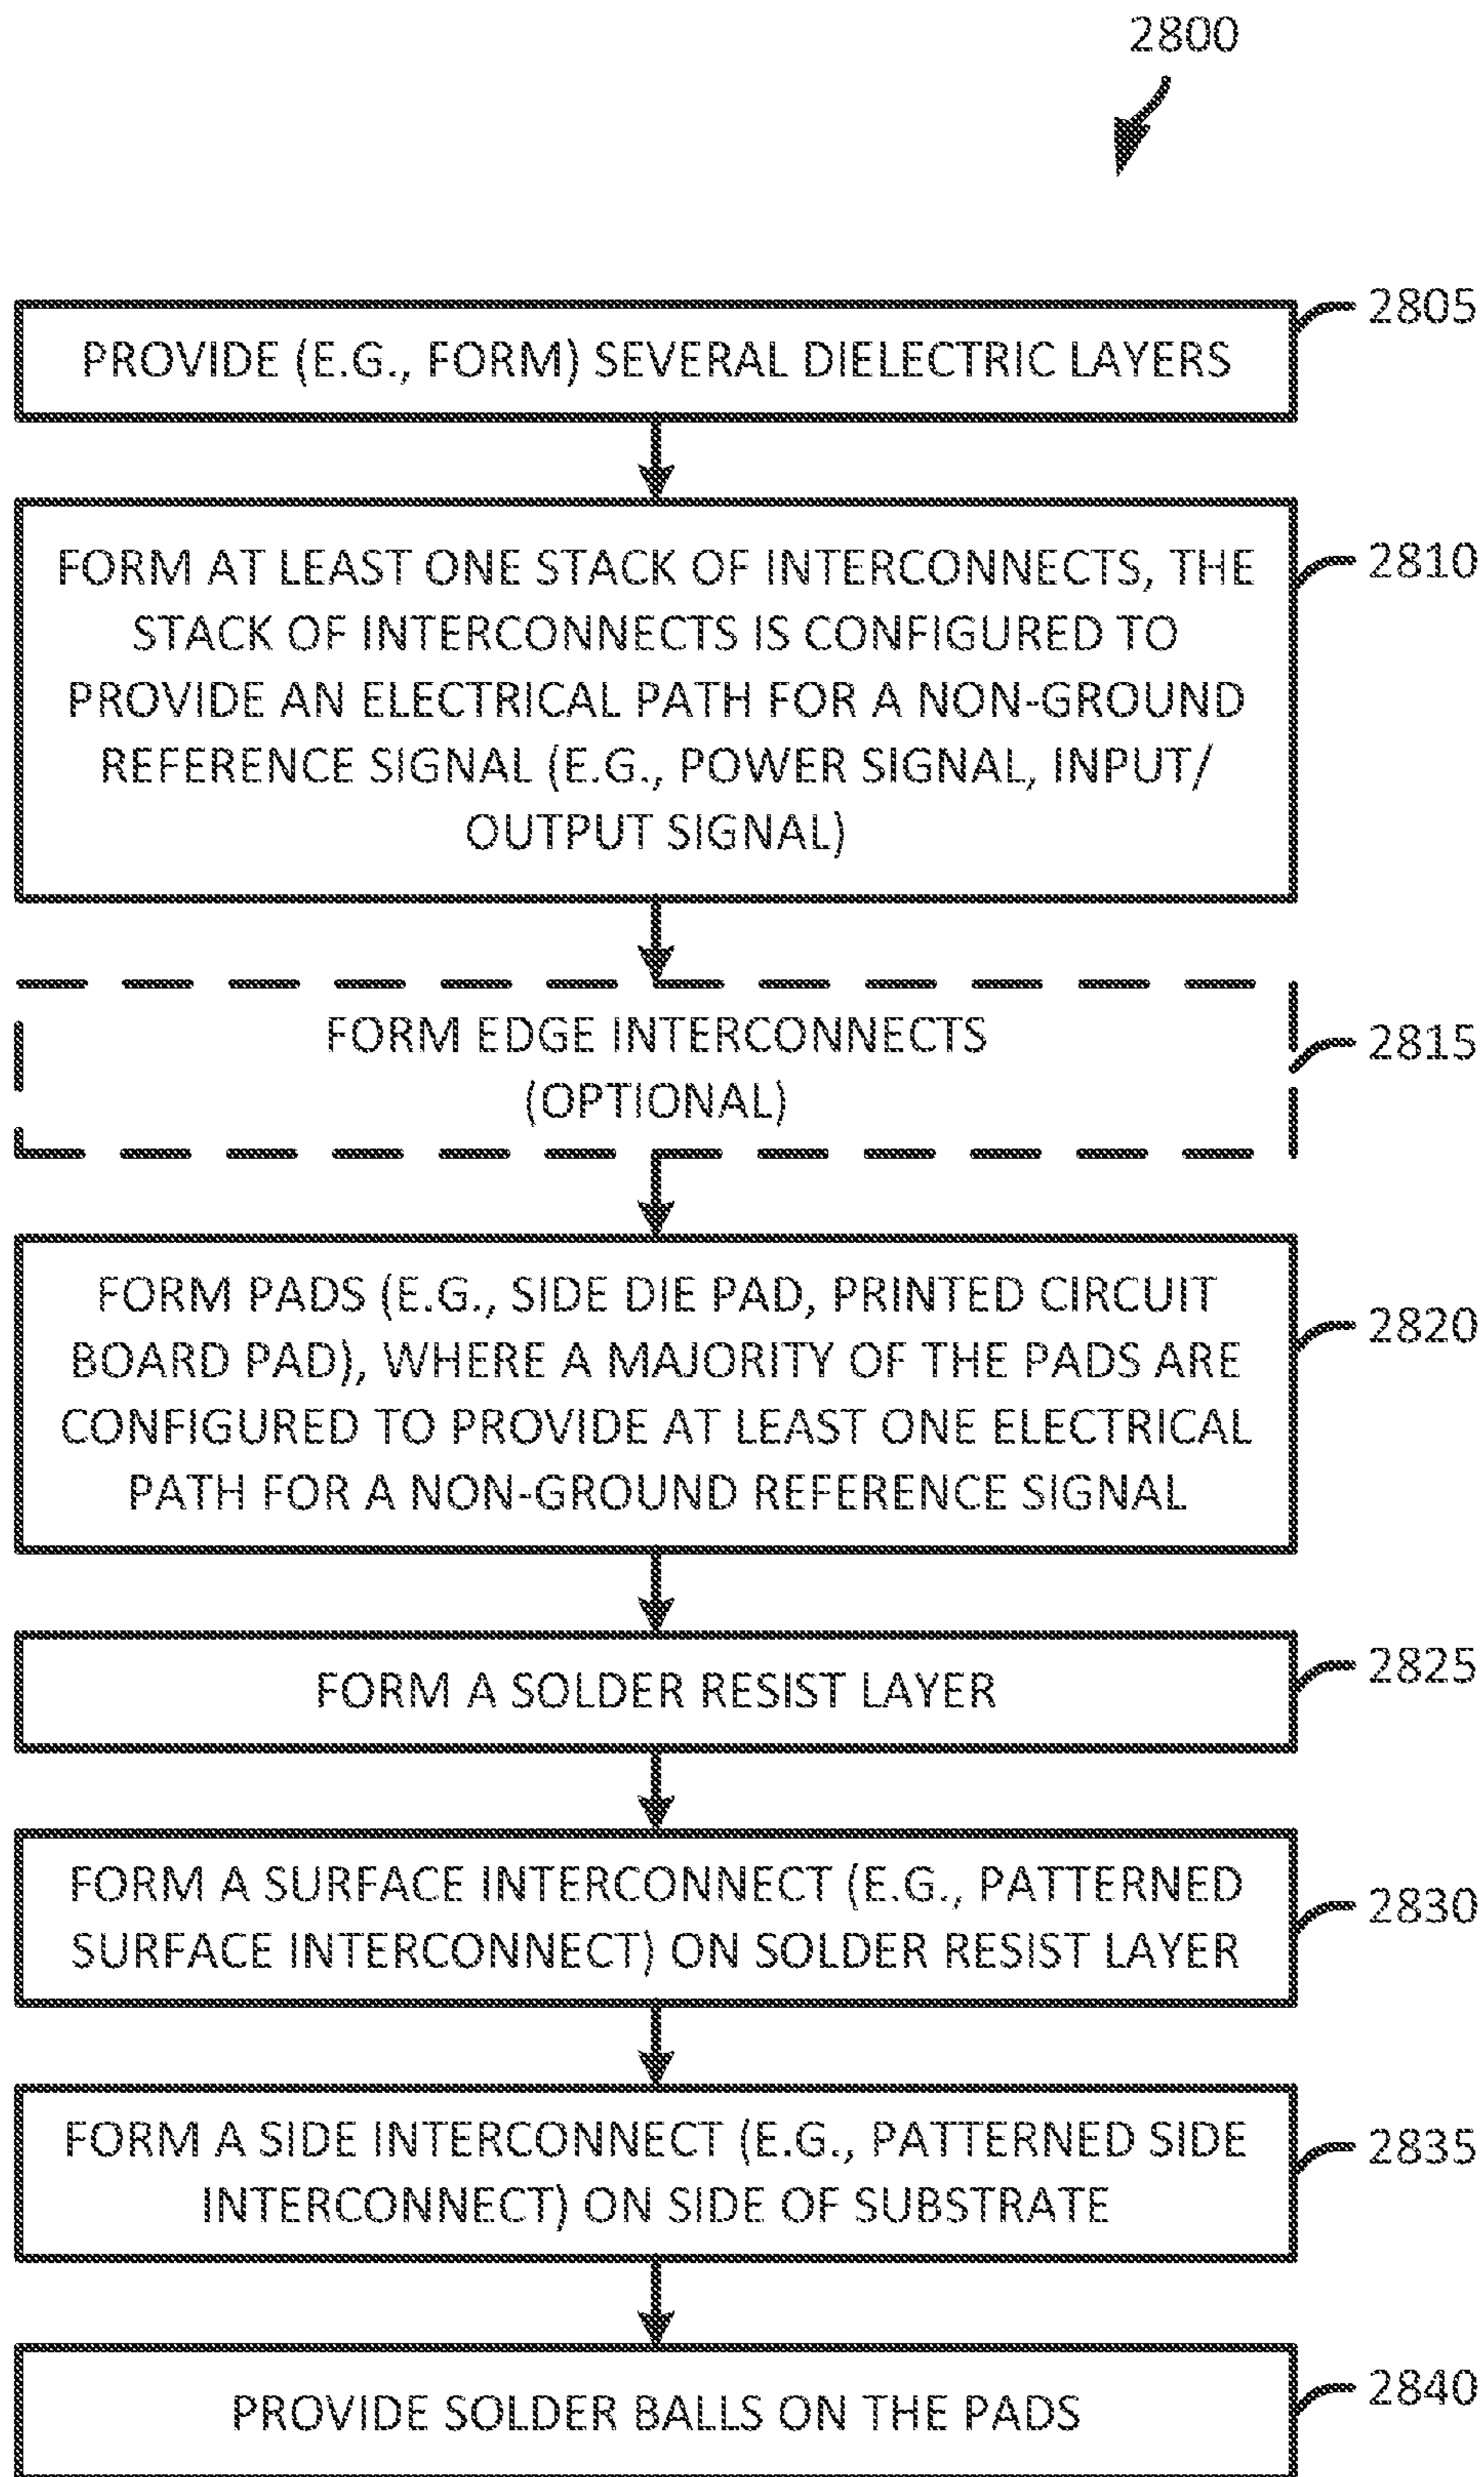 2800
PROVIDE (E.G., FORM) SEVERAL DIELECTRIC LAYERS
2805
FORM AT LEAST ONE STACK OF INTERCONNECTS, THE
STACK OF INTERCONNECTS IS CONFIGURED TO
PROVIDE AN ELECTRICAL PATH FOR A NON-GROUND
REFERENCE SIGNAL (E.G., POWER SIGNAL, INPUT/
OUTPUT SIGNAL)
2810
FORM EDGE INTERCONNECTS
(OPTIONAL)
2815
FORM PADS (E.G., SIDE DIE PAD, PRINTED CIRCUIT
BOARD PAD), WHERE A MAJORITY OF THE PADS ARE
CONFIGURED TO PROVIDE AT LEAST ONE ELECTRICAL
PATH FOR A NON-GROUND REFERENCE SIGNAL
2820
FORM A SOLDER RESIST LAYER
2825
FORM A SURFACE INTERCONNECT (E.G., PATTERNED
SURFACE INTERCONNECT) ON SOLDER RESIST LAYER
2830
FORM A SIDE INTERCONNECT (E.G., PATTERNED SIDE
INTERCONNECT) ON SIDE OF SUBSTRATE
2835
PROVIDE SOLDER BALLS ON THE PADS
2840